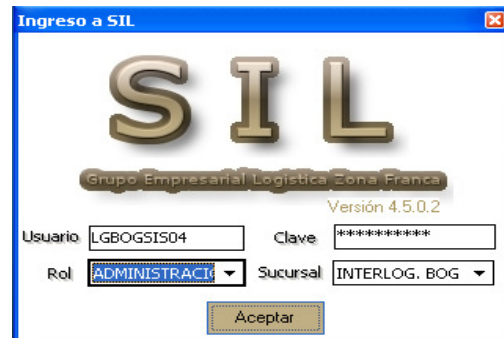 Ingreso a SIL
SIL
Grupo Empresarial Logistica Zona Franca
Versión 4.5.0.2
Usuario LGBOGSIS04 Clave **********
Rol ADMINISTRACI Sucursal INTERLOG. BOG
Aceptar